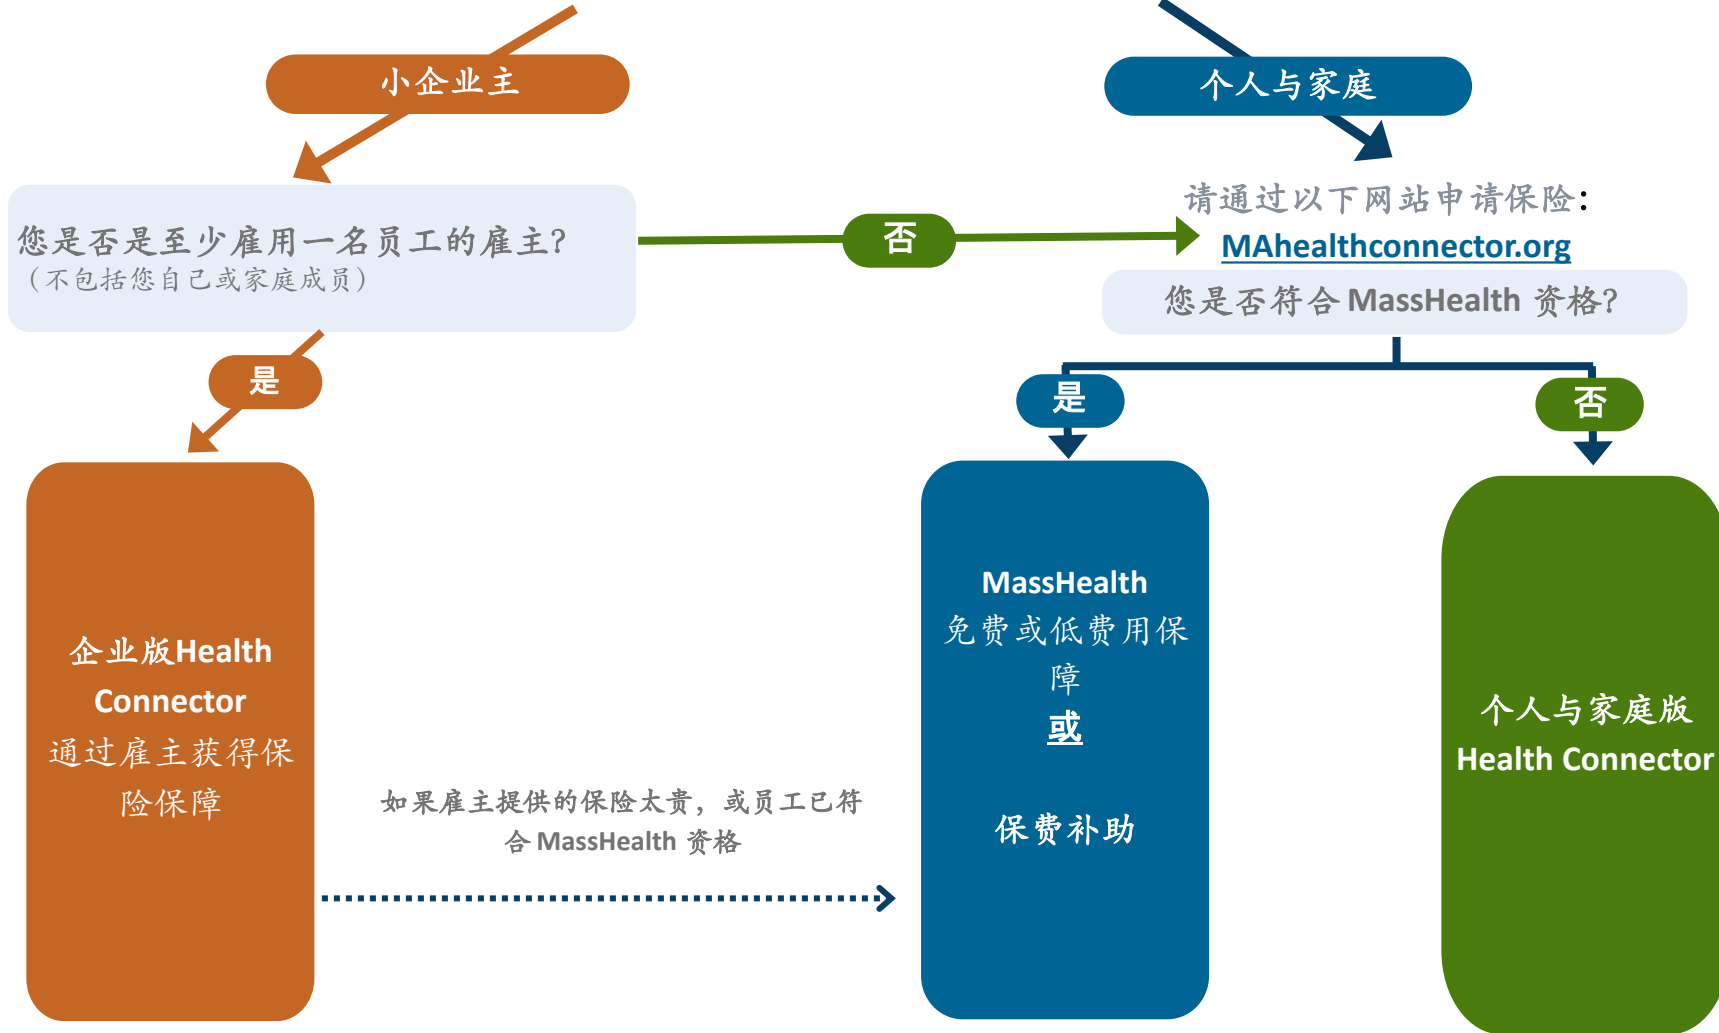 小企业主
个人与家庭
您是否是至少雇用一名员工的雇主？
（不包括您自己或家庭成员）
否
请通过以下网站申请保险：
MAhealthconnector.org
您是否符合 MassHealth 资格？
是
是
否
企业版Health
Connector
通过雇主获得保
险保障
如果雇主提供的保险太贵，或员工已符
合 MassHealth 资格
MassHealth
免费或低费用保
障
或
保费补助
个人与家庭版
Health Connector